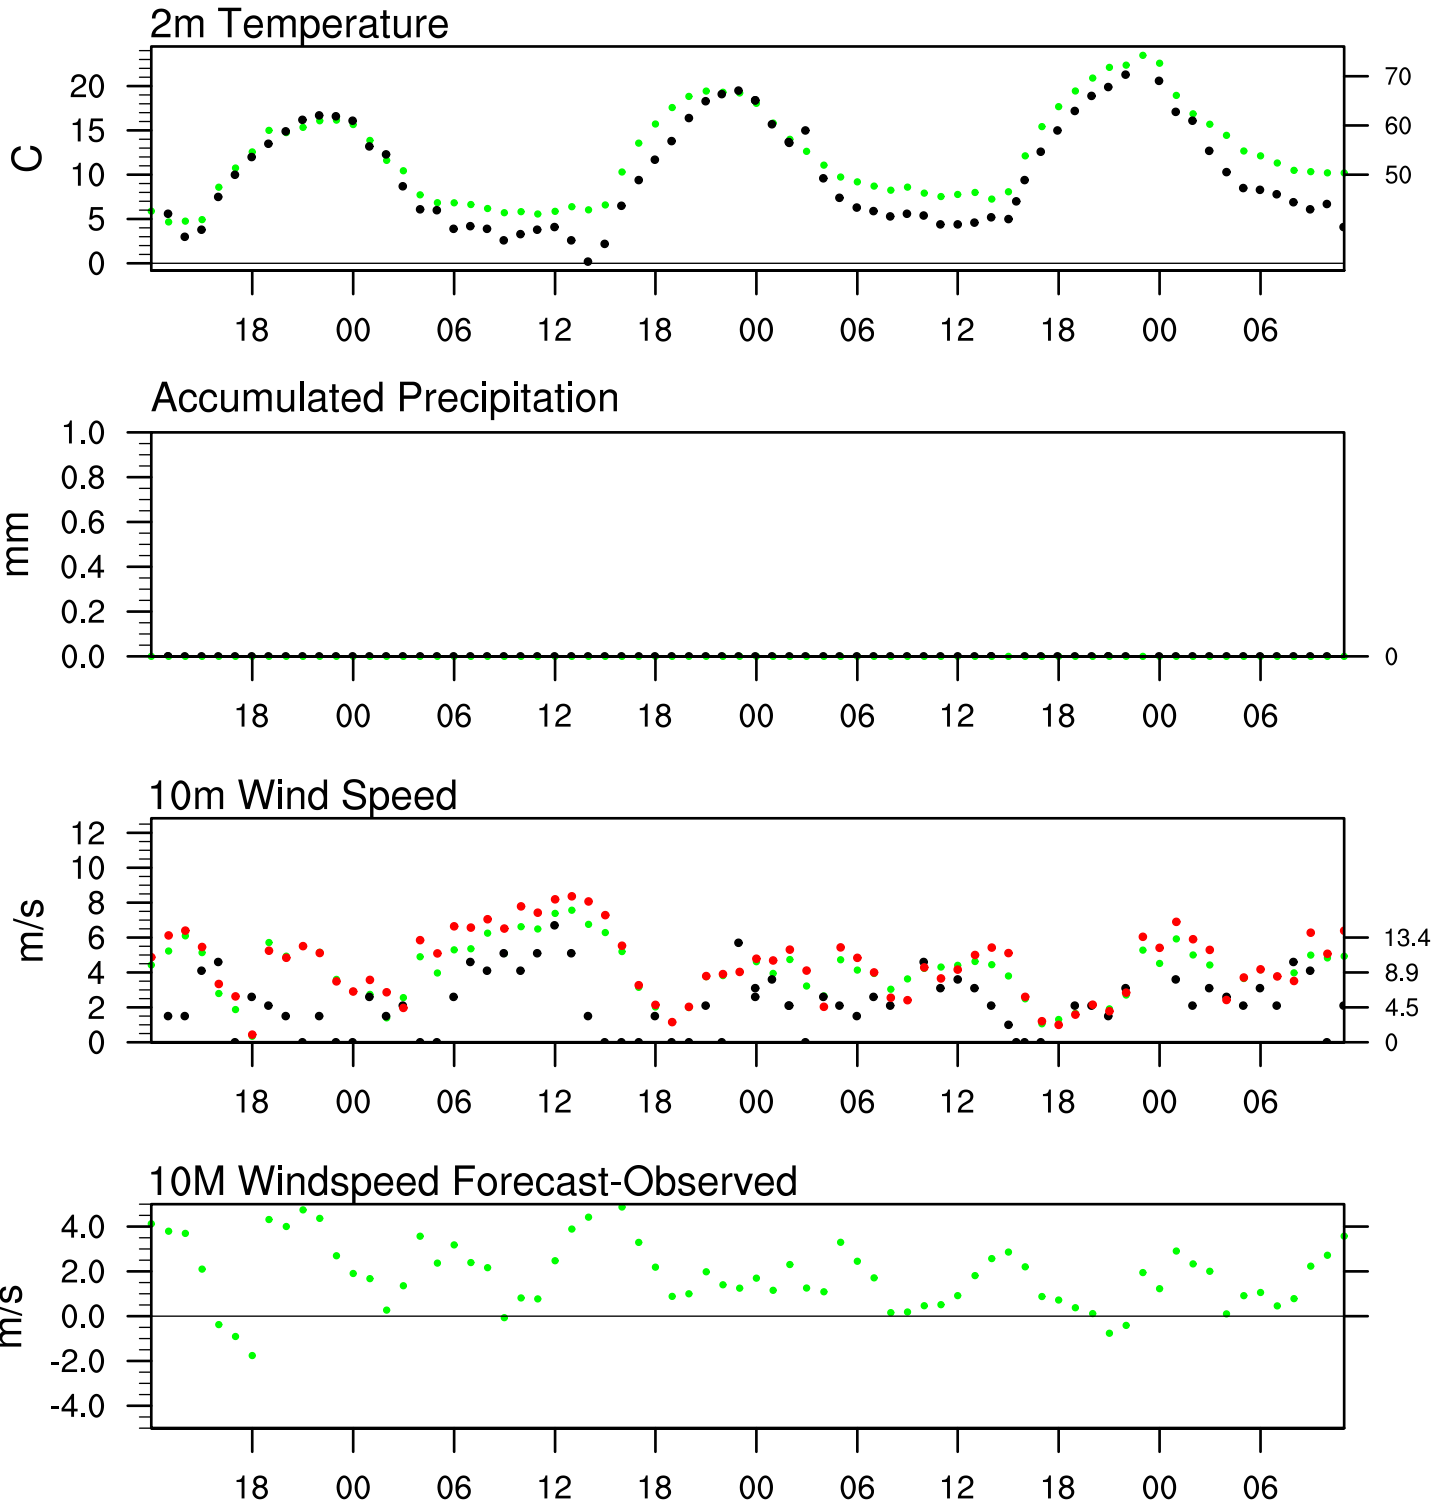 2m Temperature
20
15
10
5
0
C
70
60
50
18 00 06 12 18 00 06 12 18 00 06
Accumulated Precipitation
1.0
0.8
0.6
0.4
0.2
0.0
mm
0
18 00 06 12 18 00 06 12 18 00 06
10m Wind Speed
12
10
8
6
4
2
0
m/s
13.4
8.9
4.5
0
18 00 06 12 18 00 06 12 18 00 06
10M Windspeed Forecast-Observed
4.0
2.0
0.0
-2.0
-4.0
m/s
18 00 06 12 18 00 06 12 18 00 06